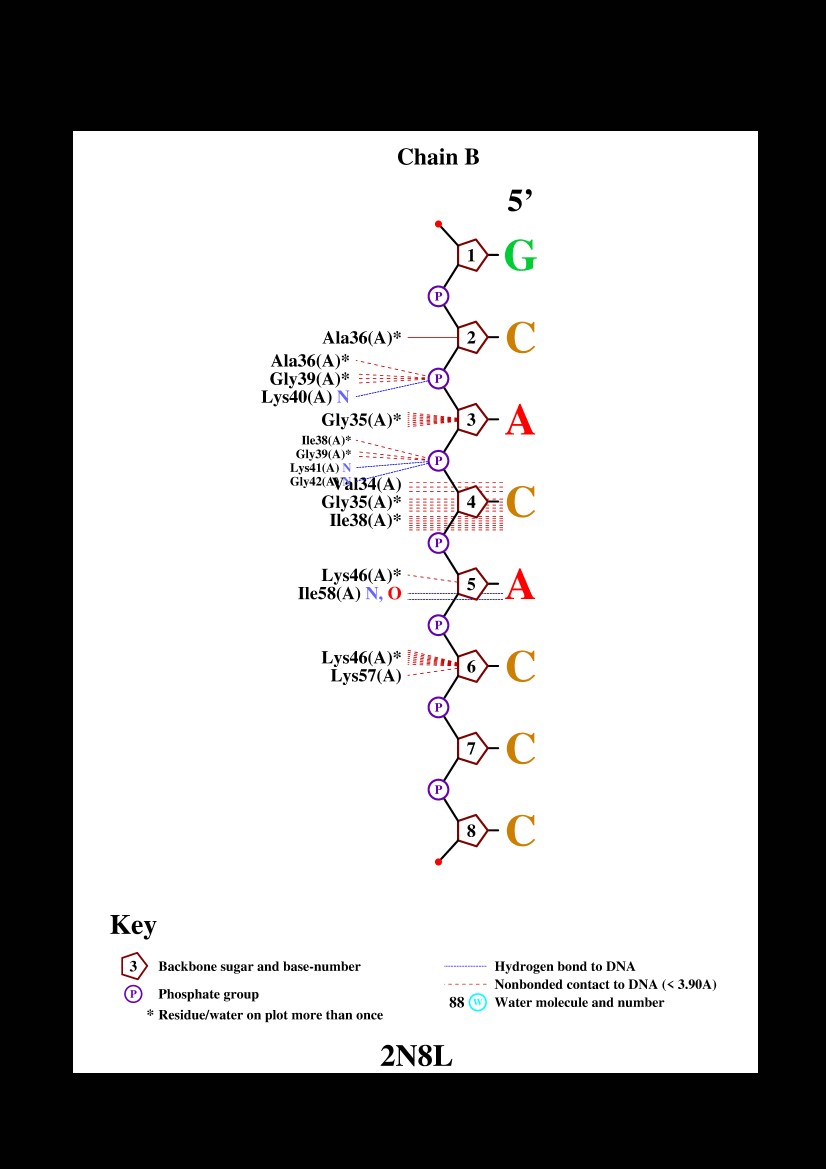 Chain B
5’
1 G
P
Ala36(A)* 2 C
Ala36(A)*
Gly39(A)* P
Lys40(A) N
Gly35(A)* 3 A
Ile38(A)*
Gly39(A)* P
Lys41(A) N
Gly42(A) N
Val34(A)
Gly35(A)* 4 C
Ile38(A)*
P
Lys46(A)* 5 A
Ile58(A) N, O
P
Lys46(A)* 6 C
Lys57(A)
P
7 C
P
8 C
Key
3 Backbone sugar and base-number
P Phosphate group
* Residue/water on plot more than once
Hydrogen bond to DNA
Nonbonded contact to DNA (< 3.90A)
88 W Water molecule and number
2N8L